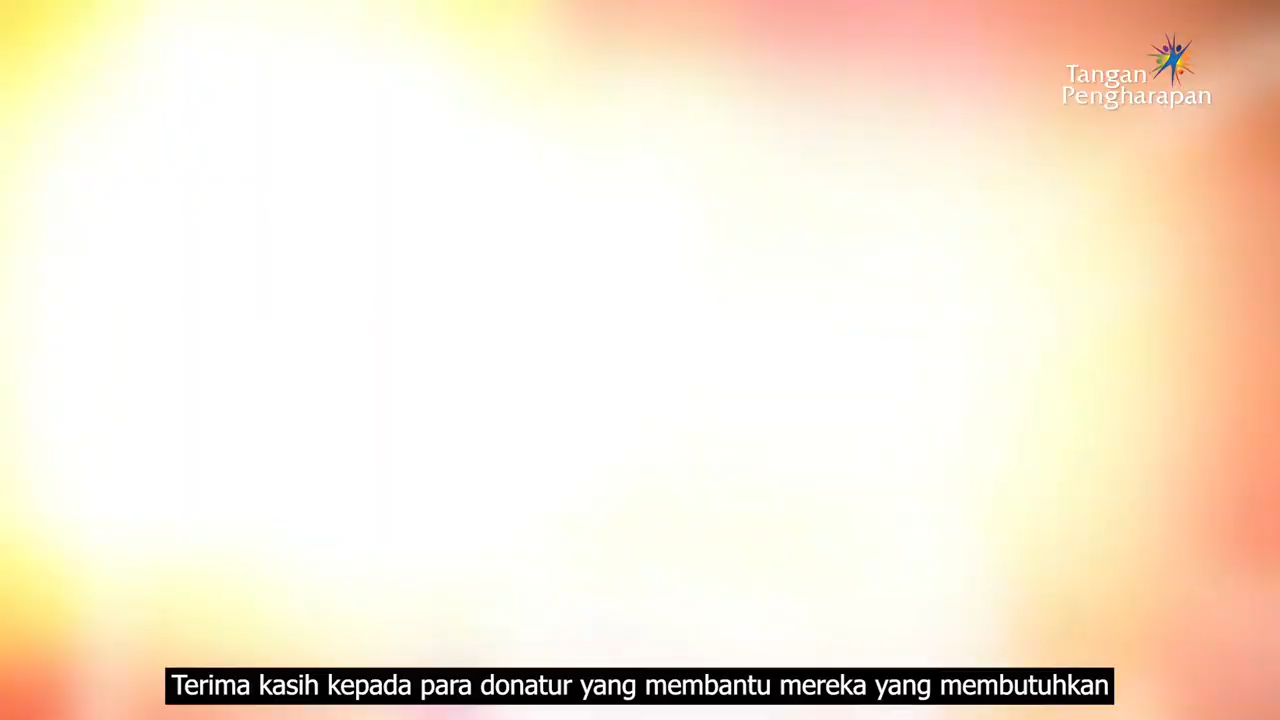 Tangan
Pengharapan
Terima kasih kepada para donatur yang membantu mereka yang membutuhkan